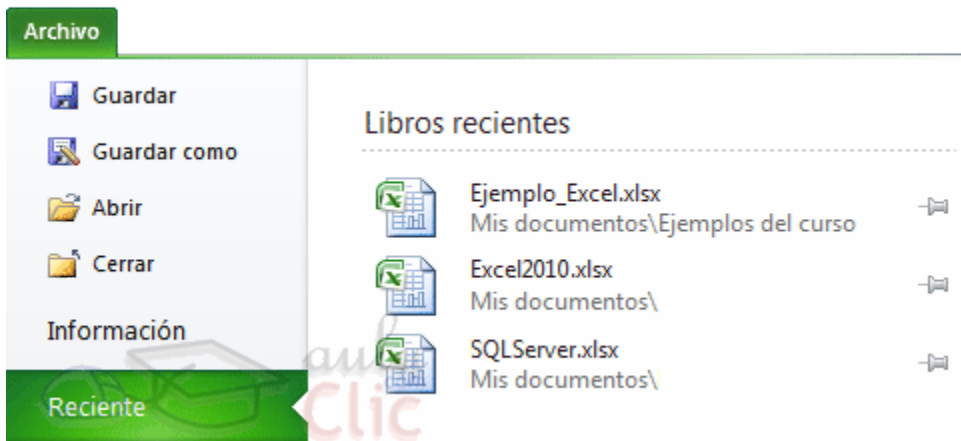 Archivo
Guardar
Guardar como
Abrir
Cerrar
Información
Reciente
Libros recientes
Ejemplo_Excel.xlsx
Mis documentos\Ejemplos del curso
Excel2010.xlsx
Mis documentos\
SQLServer.xlsx
Mis documentos\
aula
Clic